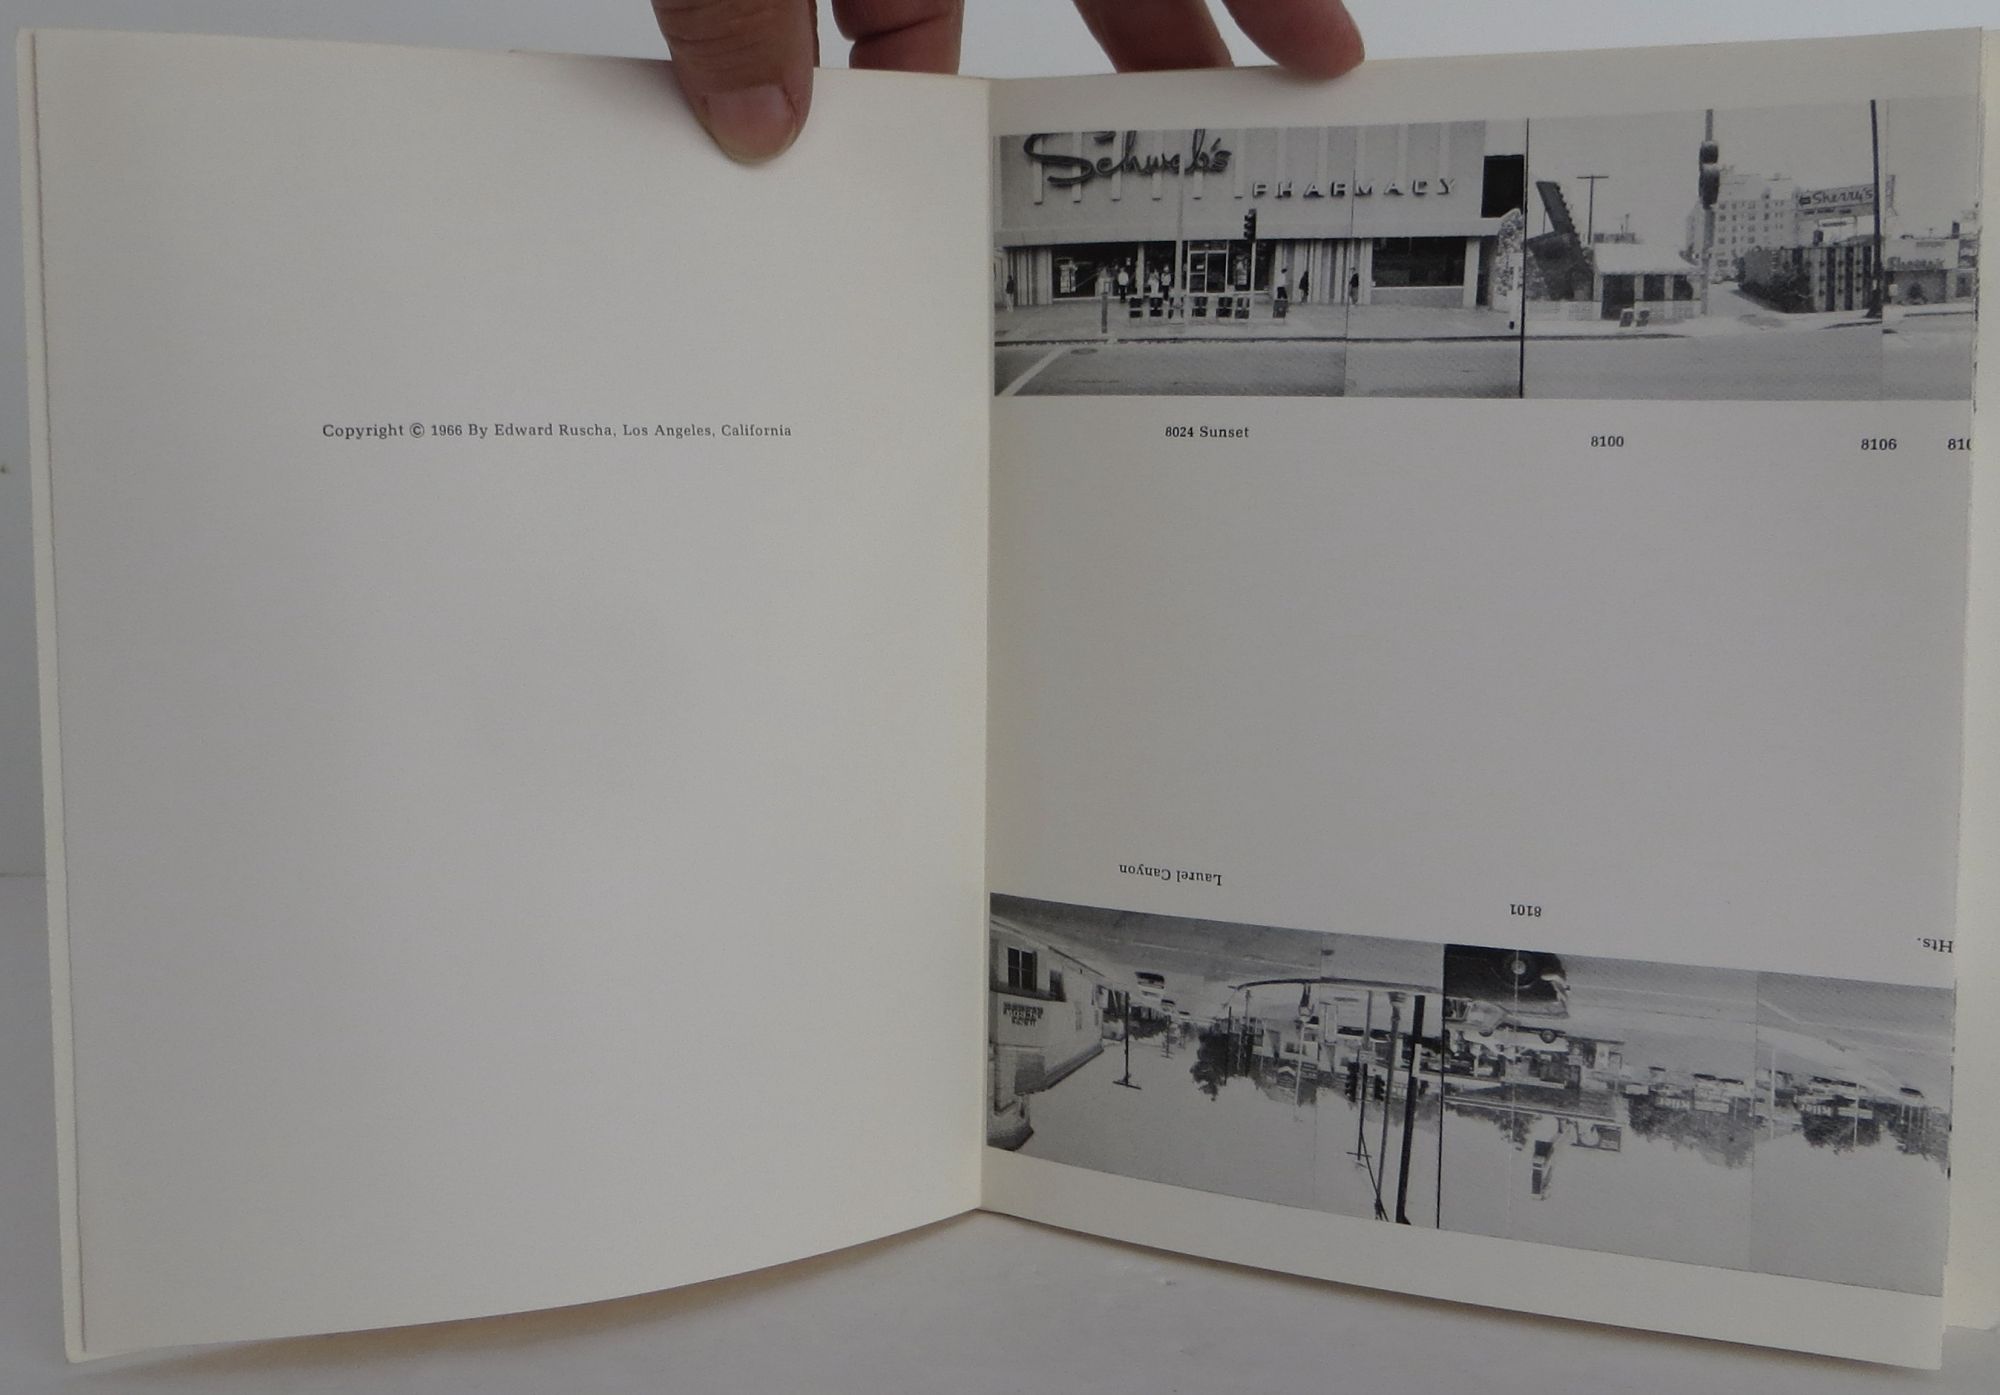 Copyright © 1966 By Edward Ruscha, Los Angeles, California
Schwab's
PHARMACY
Sherry's
8024 Sunset
8100
8106
810
Laurel Canyon
8101
Hts.